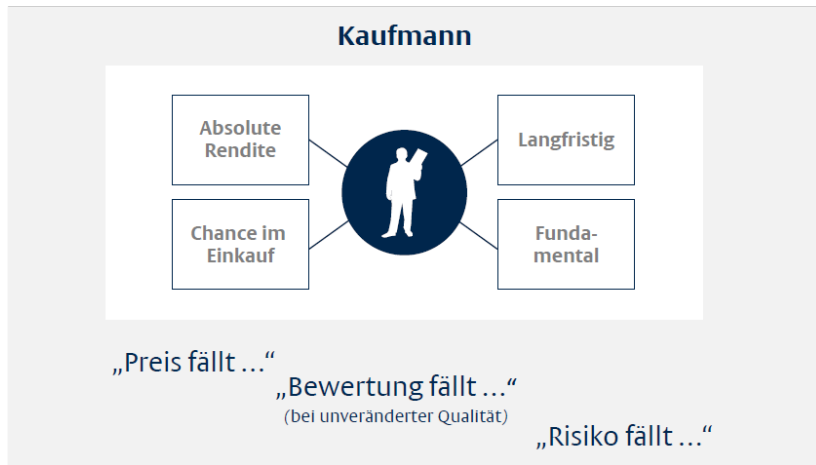 Kaufmann
Absolute
Rendite
Langfristig
Chance im
Einkauf
Funda-
mental
„Preis fällt ...“
„Bewertung fällt ...“
(bei unveränderter Qualität)
„Risiko fällt ...“